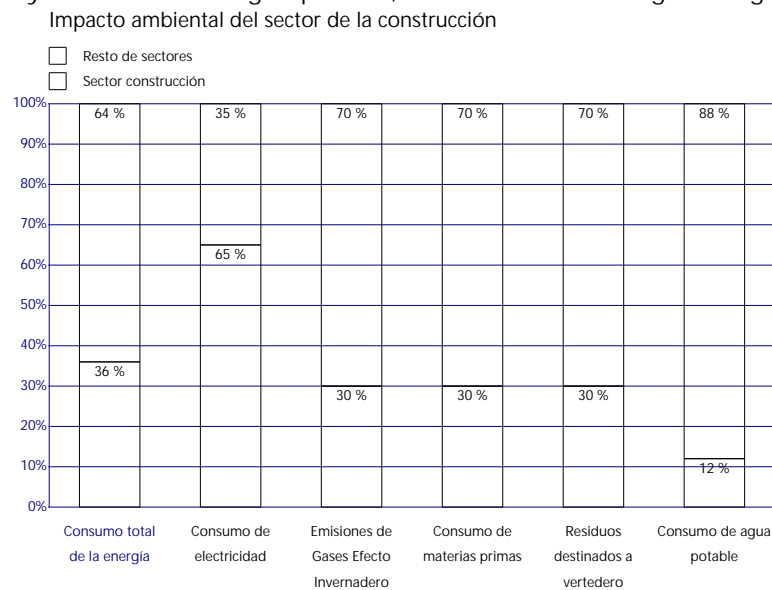 Impacto ambiental del sector de la construcción
Resto de sectores
Sector construcción
100%
90%
80%
70%
60%
50%
40%
30%
20%
10%
0%
64 % 35 % 70 % 70 % 70 % 88 %
65 %
36 %
30 % 30 % 30 %
12 %
Consumo total Consumo de Emisiones de Consumo de Residuos Consumo de agua
de la energía electricidad Gases Efecto materias primas destinados a potable
Invernadero vertedero